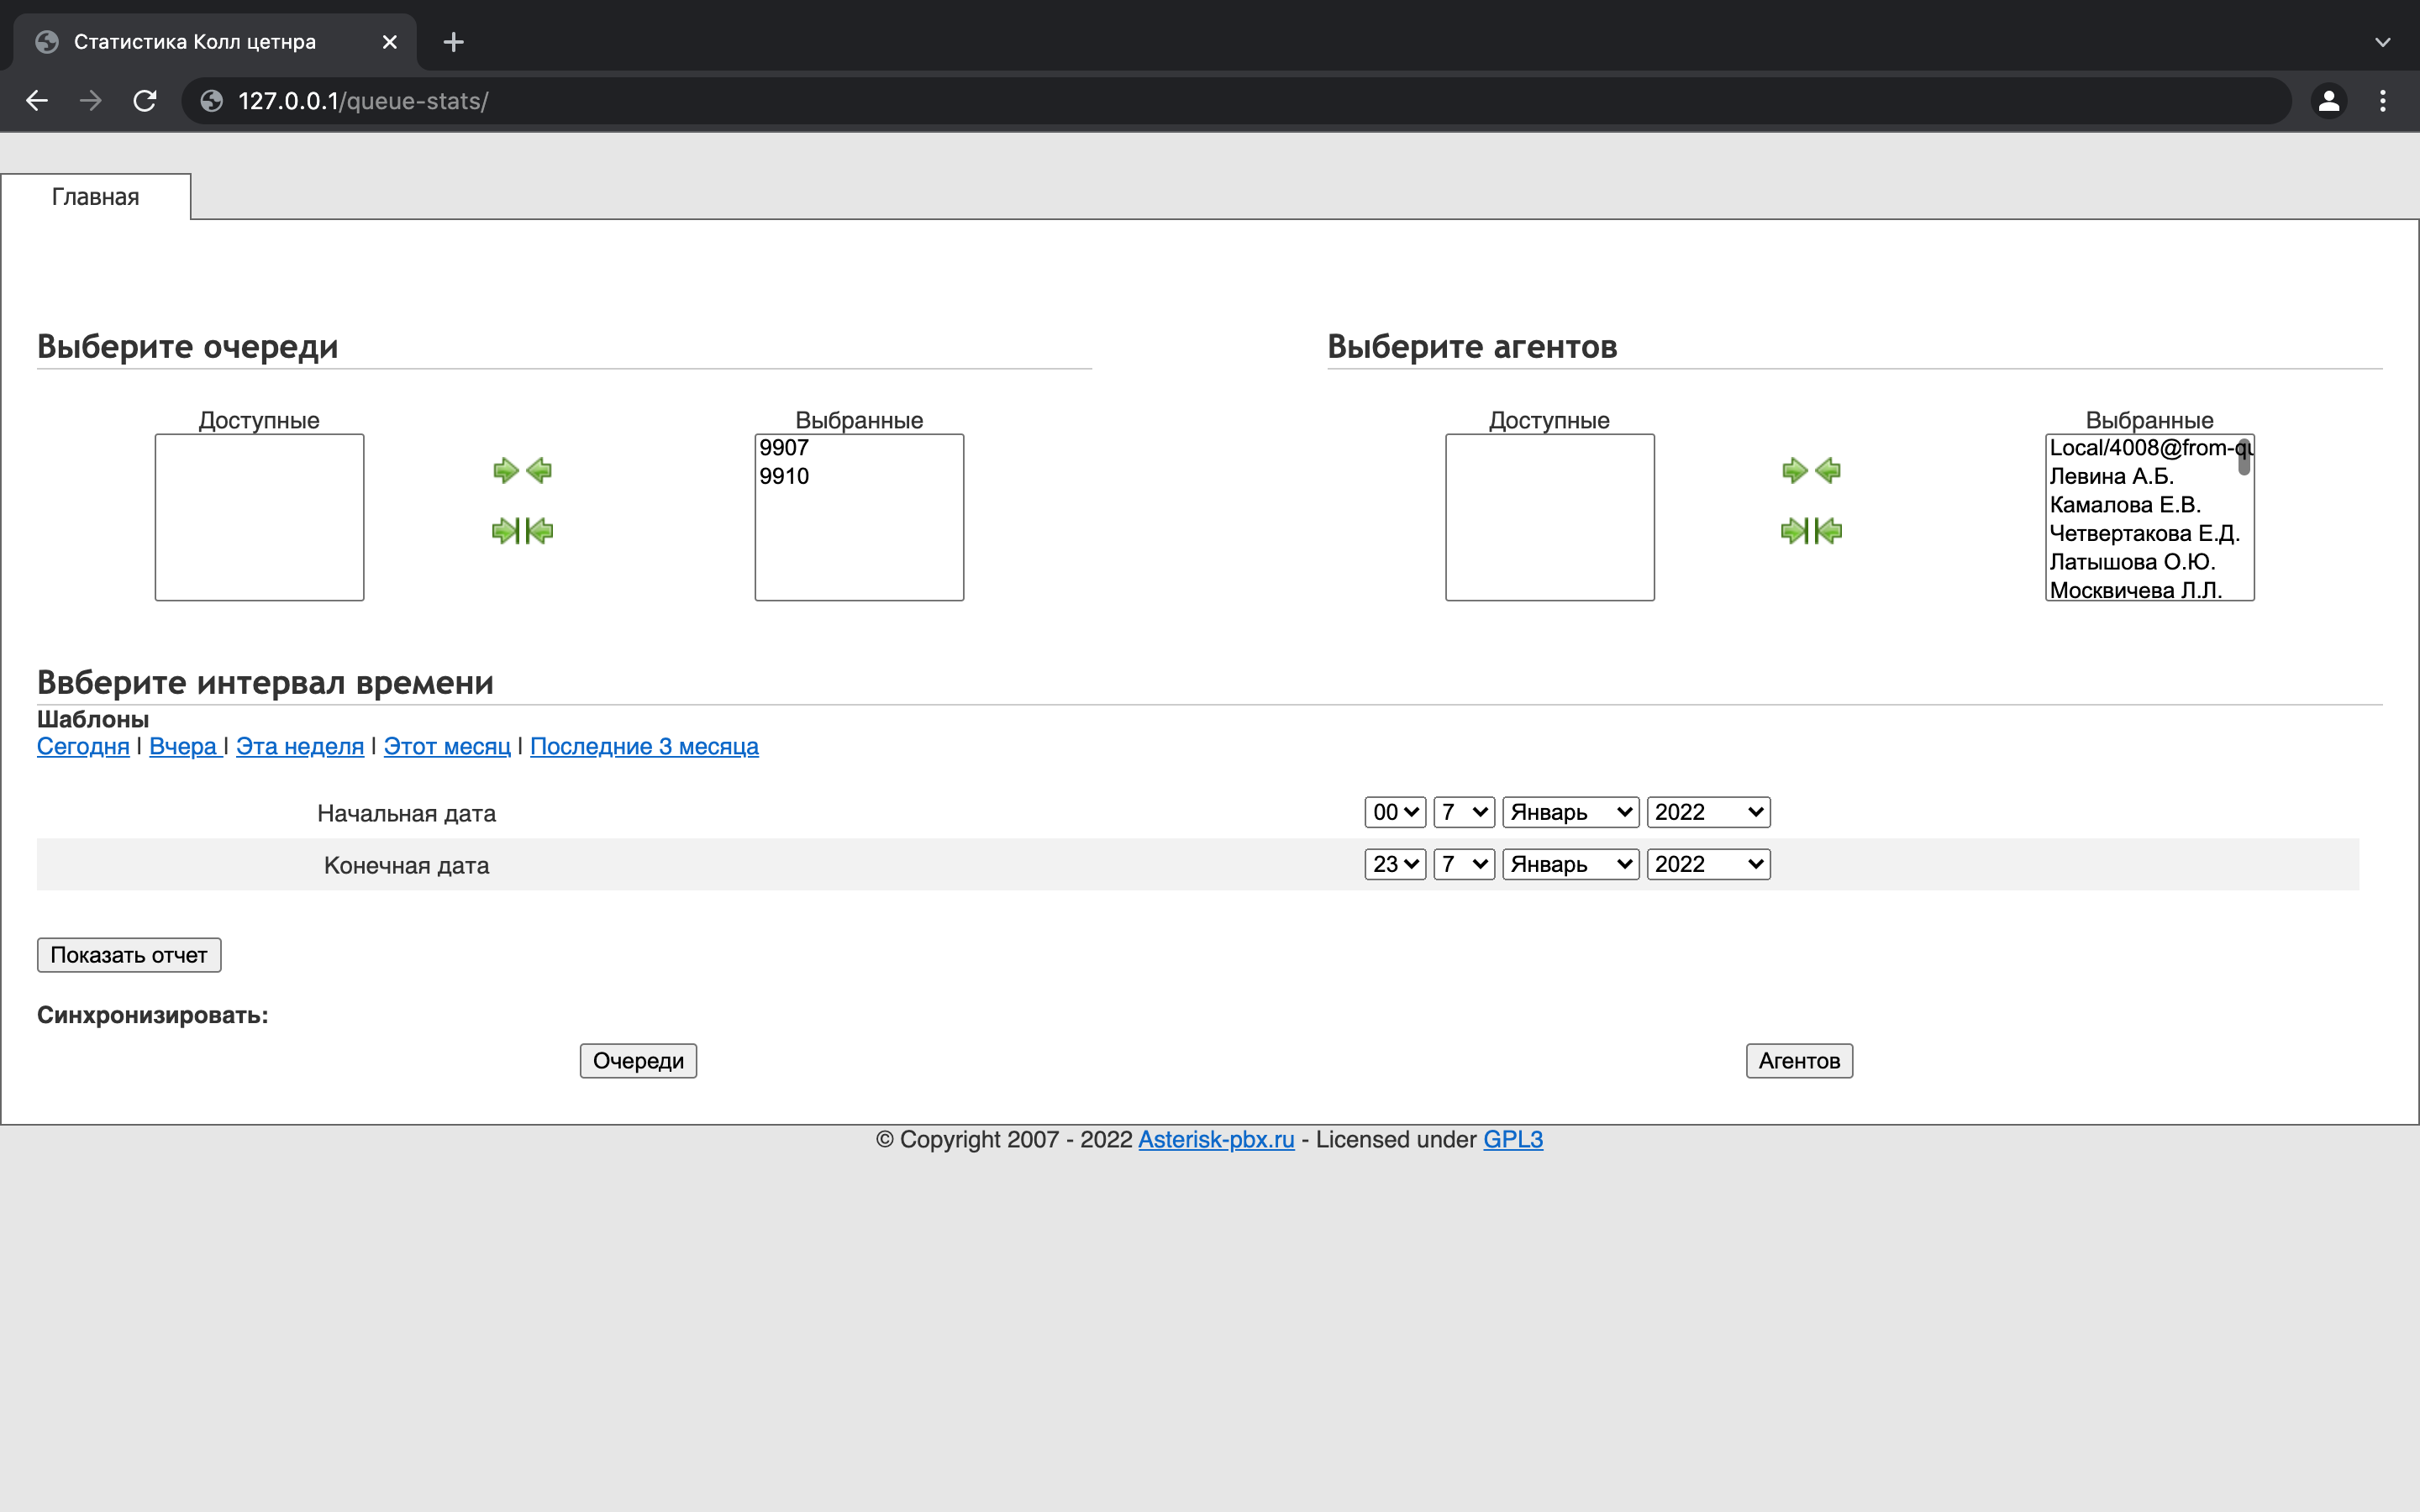 Статистика Колл цетнра
127.0.0.1/queue-stats/
Главная
Выберите очереди
Выберите агентов
Доступные
Выбранные
Доступные
Выбранные
9907
9910
Local/4008@from-qu
Левина А.Б.
Камалова Е.В.
Четвертакова Е.Д.
Латышова О.Ю.
Москвичева Л.Л.
Ввберите интервал времени
Шаблоны
Сегодня | Вчера | Эта неделя | Этот месяц | Последние 3 месяца
Начальная дата 00 7 Январь 2022
Конечная дата 23 7 Январь 2022
Показать отчет
Синхронизировать:
Очереди Агентов
© Copyright 2007 - 2022 Asterisk-pbx.ru - Licensed under GPL3